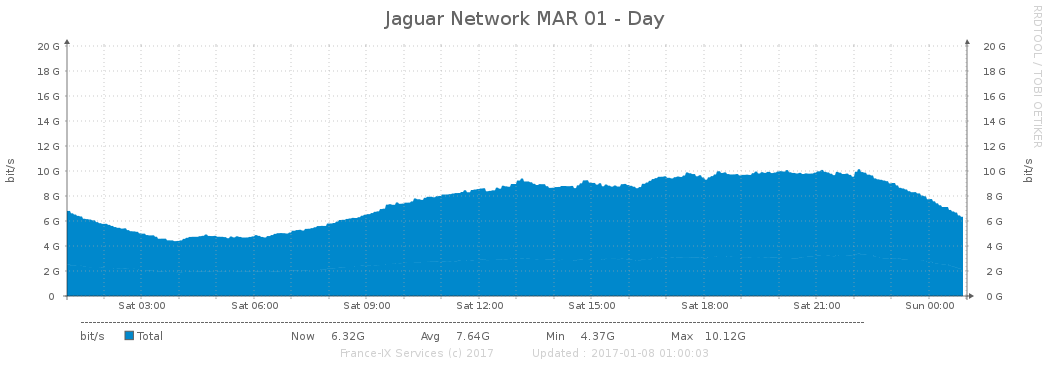 Jaguar Network MAR 01 - Day
RRDTOOL / TOBI OETIKER
20 G 20 G
18 G 18 G
16 G 16 G
14 G 14 G
12 G 12 G
10 G 10 G
8 G 8 G
6 G 6 G
4 G 4 G
2 G 2 G
0 0 G
bit/s bit/s
Sat 03:00 Sat 06:00 Sat 09:00 Sat 12:00 Sat 15:00 Sat 18:00 Sat 21:00 Sun 00:00
bit/s Total Now 6.32G Avg 7.64G Min 4.37G Max 10.12G
France-IX Services (c) 2017 Updated : 2017-01-08 01:00:03